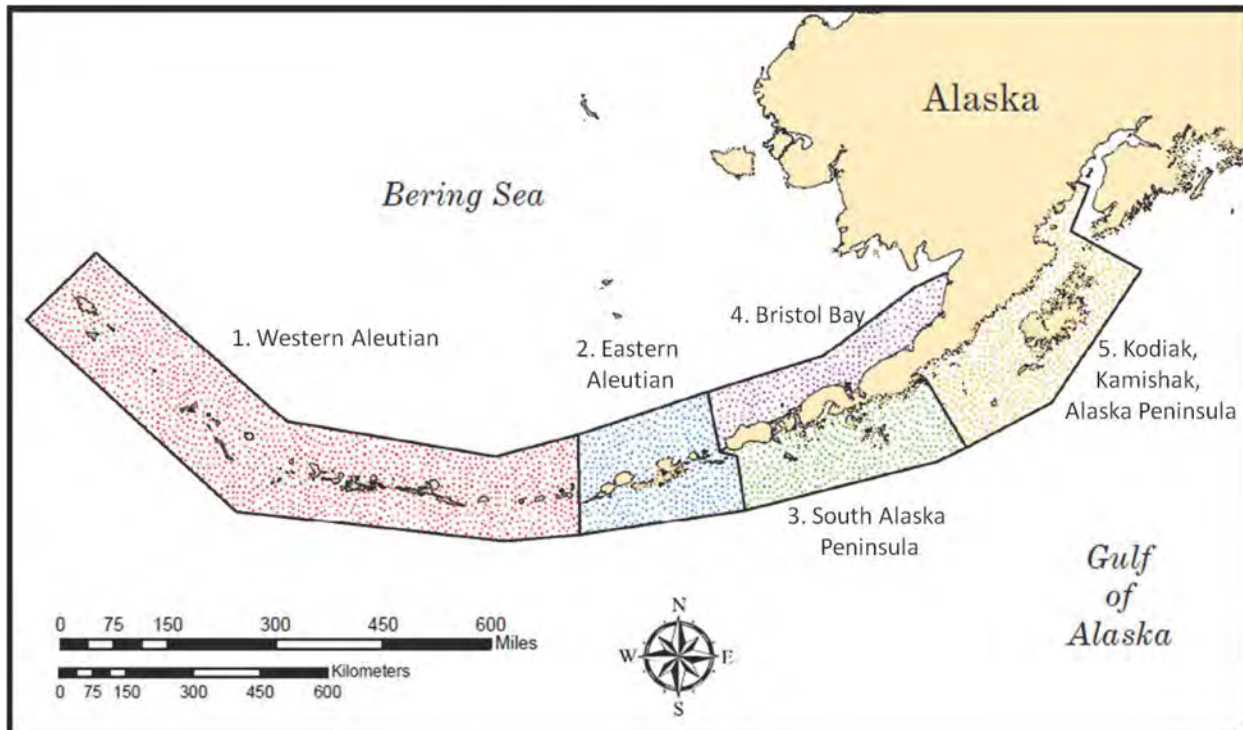 Alaska
Bering Sea
1. Western Aleutian
2. Eastern
Aleutian
4. Bristol Bay
5. Kodiak,
Kamishak,
Alaska Peninsula
3. South Alaska
Peninsula
Gulf
of
Alaska
0 75 150 300 450 600
Miles
Kilometers
0 75 150 300 450 600
N
W E
S